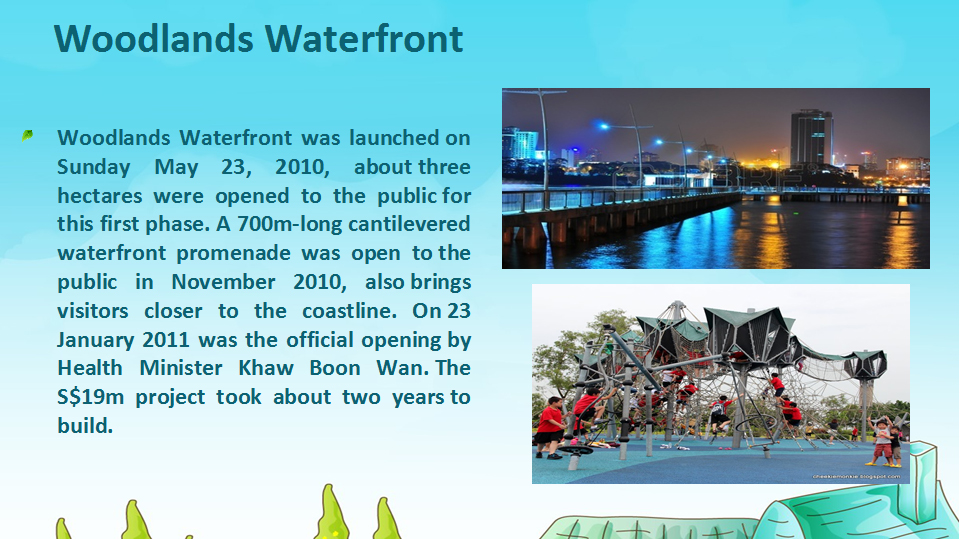 Woodlands Waterfront
Woodlands Waterfront was launched on
Sunday May 23, 2010, about three
hectares were opened to the public for
this first phase. A 700m-long cantilevered
waterfront promenade was open to the
public in November 2010, also brings
visitors closer to the coastline. On 23
January 2011 was the official opening by
Health Minister Khaw Boon Wan. The
S$19m project took about two years to
build.
cheekiemonkie.blogspot.com